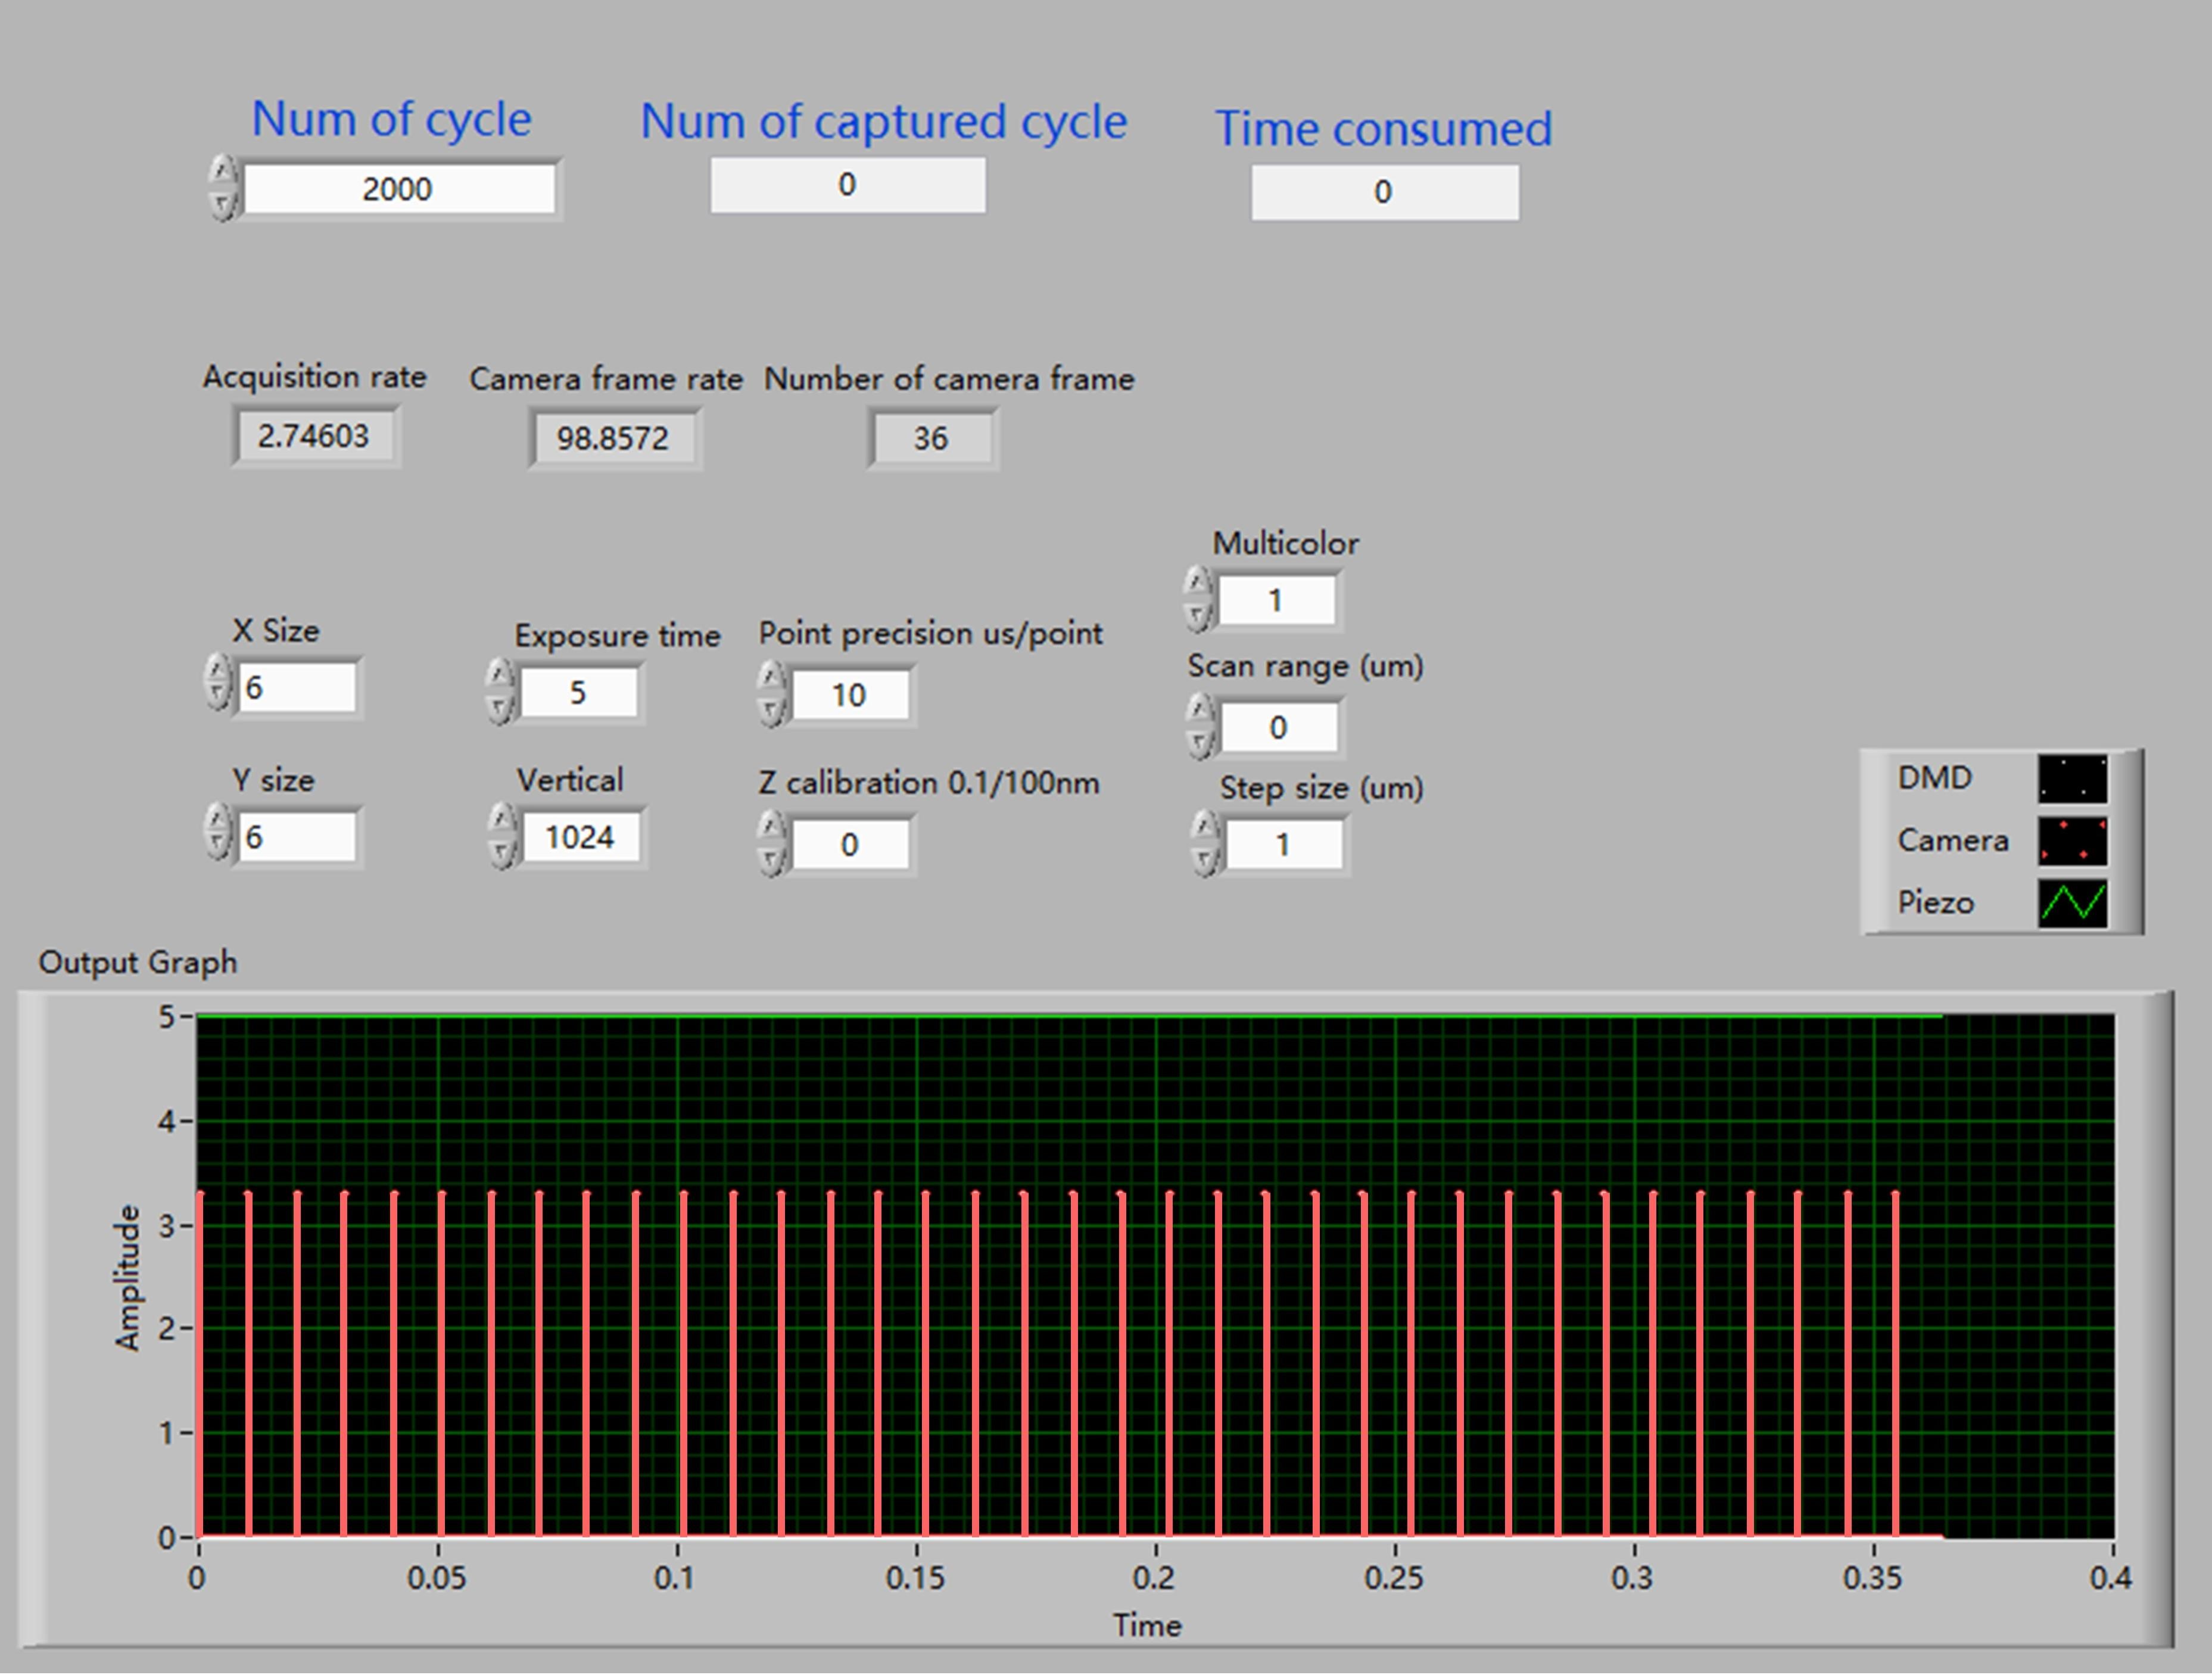 Num of cycle
Num of captured cycle
Time consumed
2000
0
0
Acquisition rate
Camera frame rate
Number of camera frame
2.74603
98.8572
36
Multicolor
1
X Size
Exposure time
Point precision us/point
Scan range (um)
6
5
10
0
Y size
Vertical
Z calibration 0.1/100nm
Step size (um)
6
1024
0
1
DMD
Camera
Piezo
Output Graph
5
4
3
2
1
0
Amplitude
0
0.05
0.1
0.15
0.2
0.25
0.3
0.35
0.4
Time